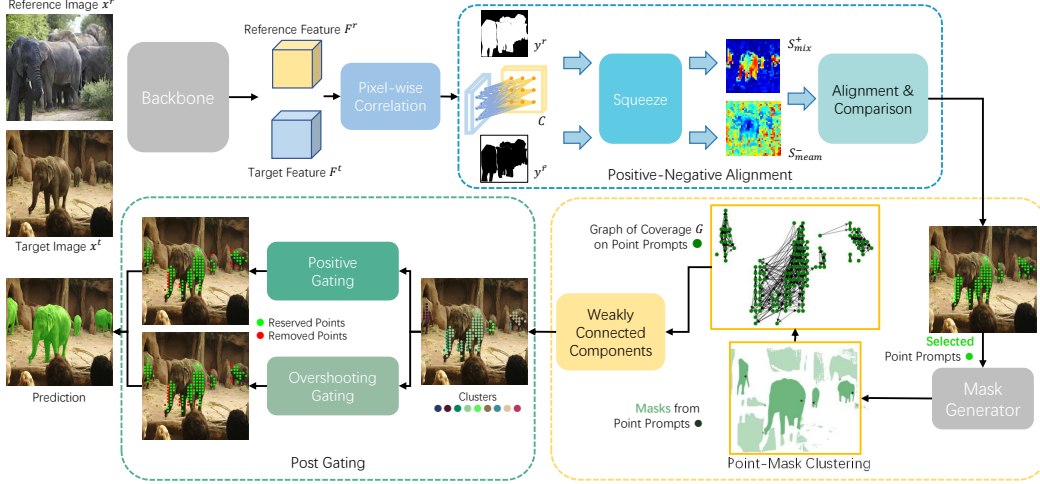 Reference Image x^r
Backbone
Reference Feature F^r
Target Feature F^t
Pixel-wise
Correlation
y^r
C
y^r
Squeeze
S^+_mix
S^-_meam
Alignment &
Comparison
Positive-Negative Alignment
Target Image x^t
Prediction
Positive
Gating
Reserved Points
Removed Points
Overshooting
Gating
Clusters
Post Gating
Weakly
Connected
Components
Graph of Coverage G
on Point Prompts
Masks from
Point Prompts
Point-Mask Clustering
Selected
Point Prompts
Mask
Generator